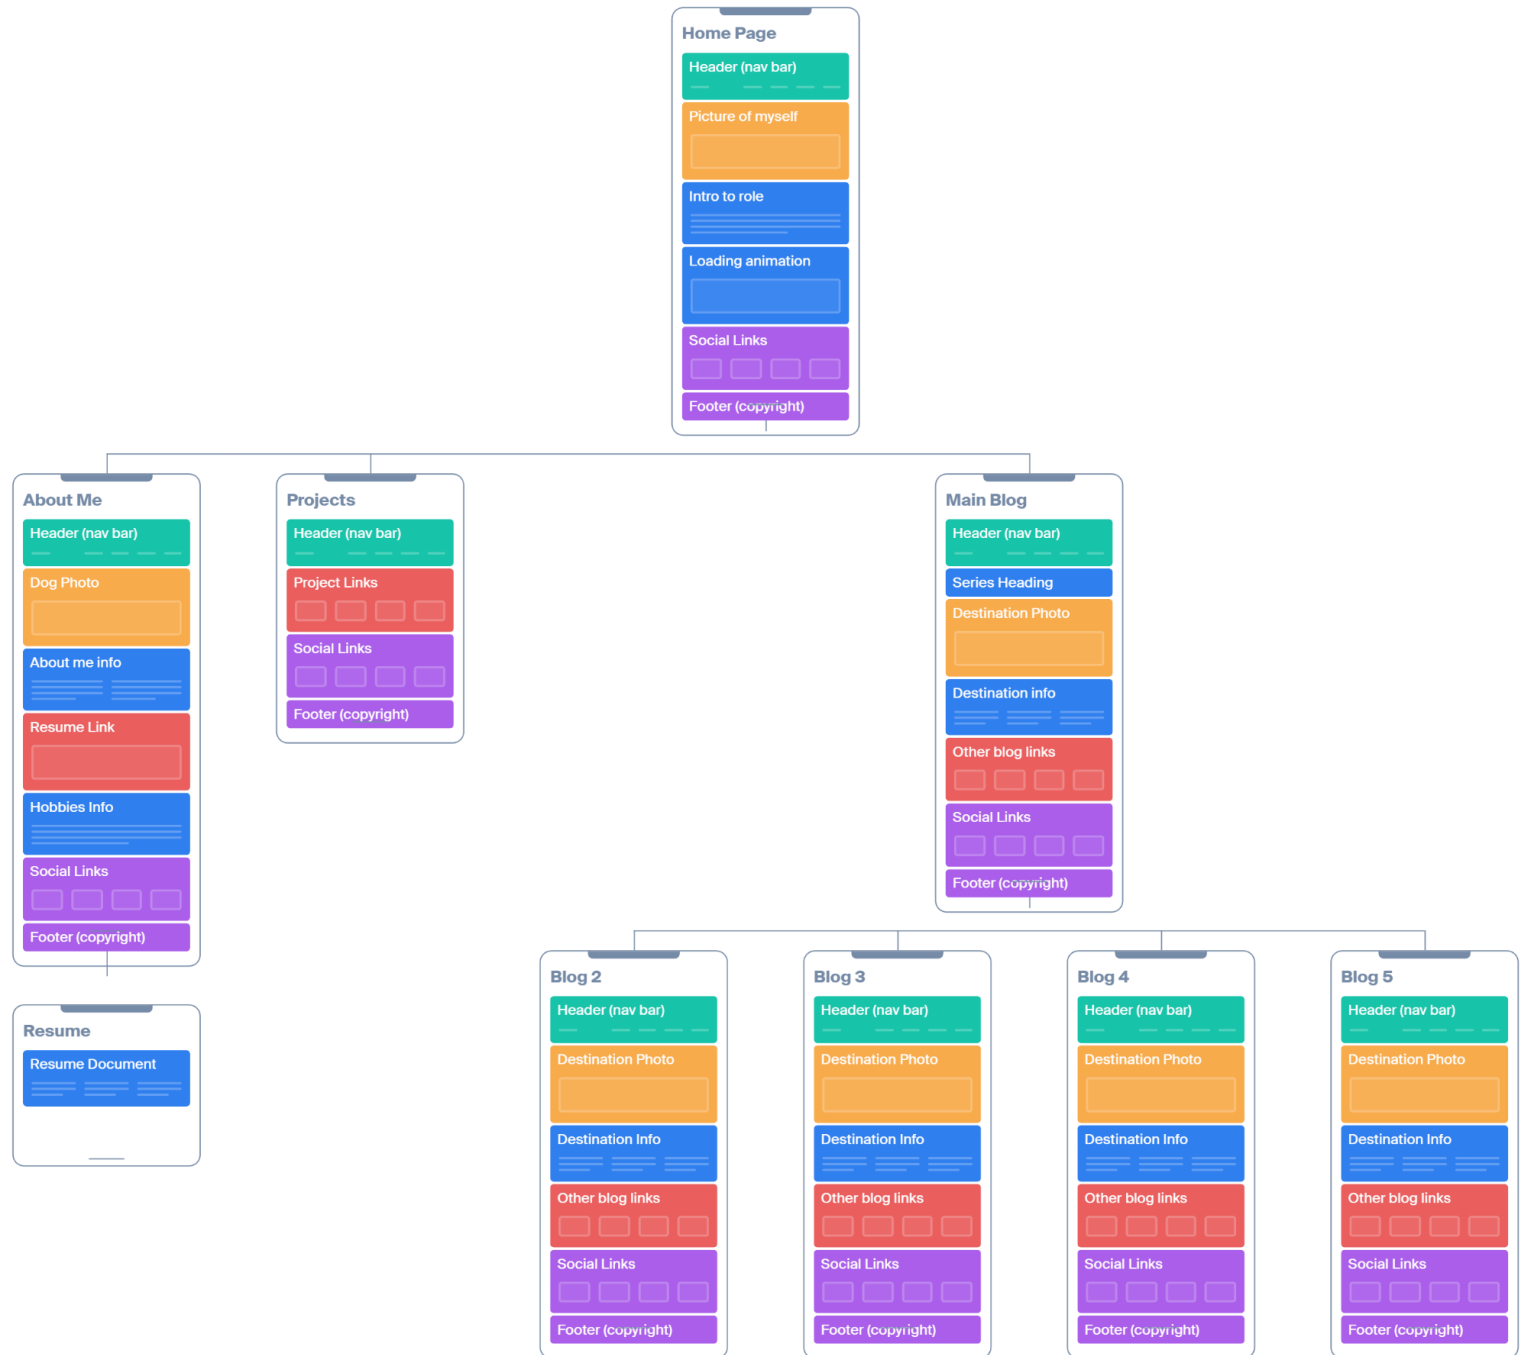 Home Page
Header (nav bar)
Picture of myself
Intro to role
Loading animation
Social Links
Footer (copyright)
About Me
Header (nav bar)
Dog Photo
About me info
Resume Link
Hobbies Info
Social Links
Footer (copyright)
Projects
Header (nav bar)
Project Links
Social Links
Footer (copyright)
Main Blog
Header (nav bar)
Series Heading
Destination Photo
Destination info
Other blog links
Social Links
Footer (copyright)
Resume
Resume Document
Blog 2
Header (nav bar)
Destination Photo
Destination Info
Other blog links
Social Links
Footer (copyright)
Blog 3
Header (nav bar)
Destination Photo
Destination Info
Other blog links
Social Links
Footer (copyright)
Blog 4
Header (nav bar)
Destination Photo
Destination Info
Other blog links
Social Links
Footer (copyright)
Blog 5
Header (nav bar)
Destination Photo
Destination Info
Other blog links
Social Links
Footer (copyright)